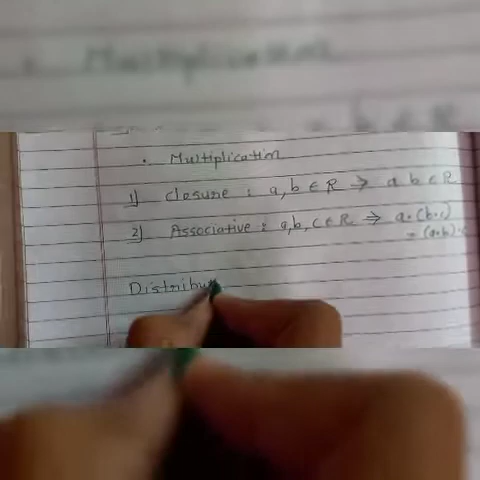 • Multiplication
1) Closure : a, b ∈ R ⇒ a b ∈ R
2) Associative : a, b, c ∈ R ⇒ a·(b·c)
= (a·b)·c
Distribu